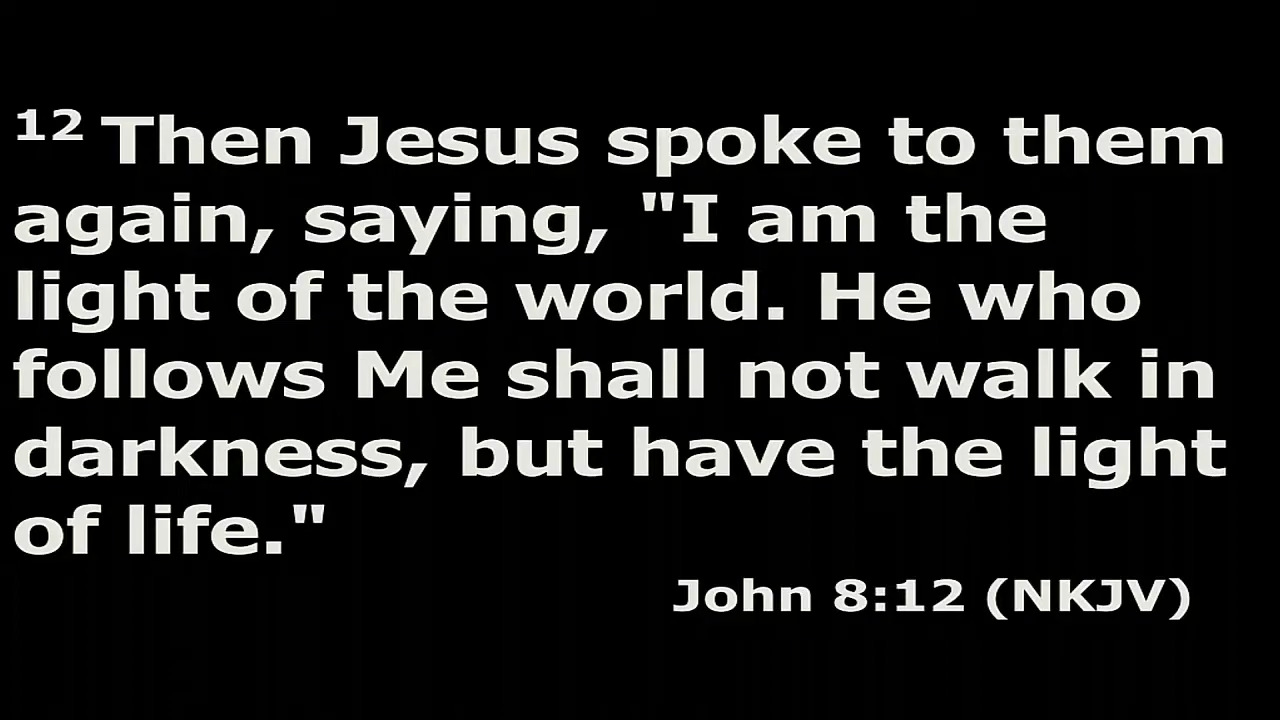 12 Then Jesus spoke to them
again, saying, "I am the
light of the world. He who
follows Me shall not walk in
darkness, but have the light
of life."
John 8:12 (NKJV)